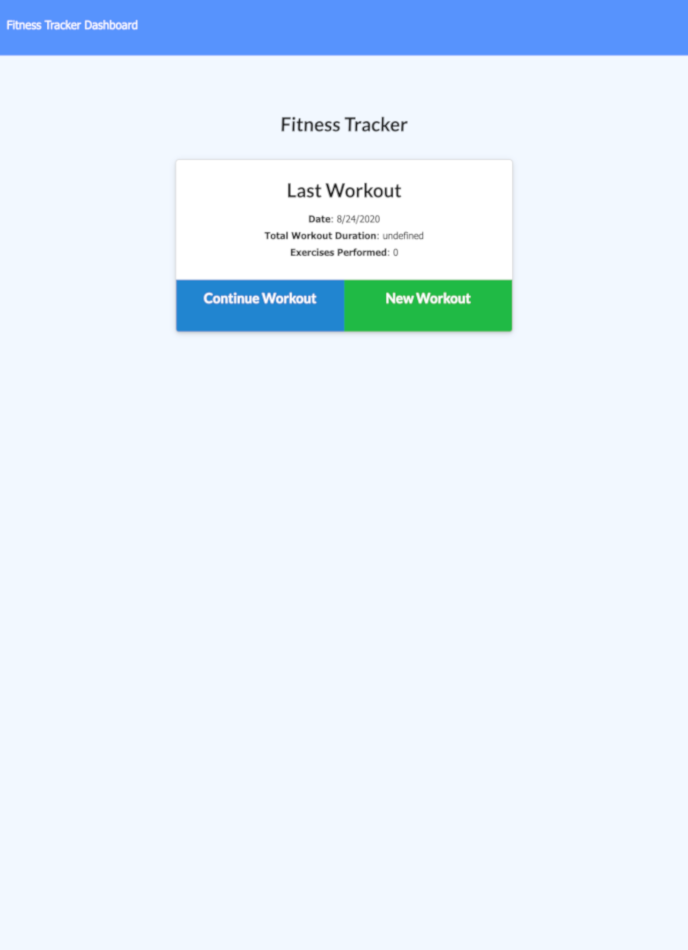 Fitness Tracker Dashboard
Fitness Tracker
Last Workout
Date: 8/24/2020
Total Workout Duration: undefined
Exercises Performed: 0
Continue Workout
New Workout